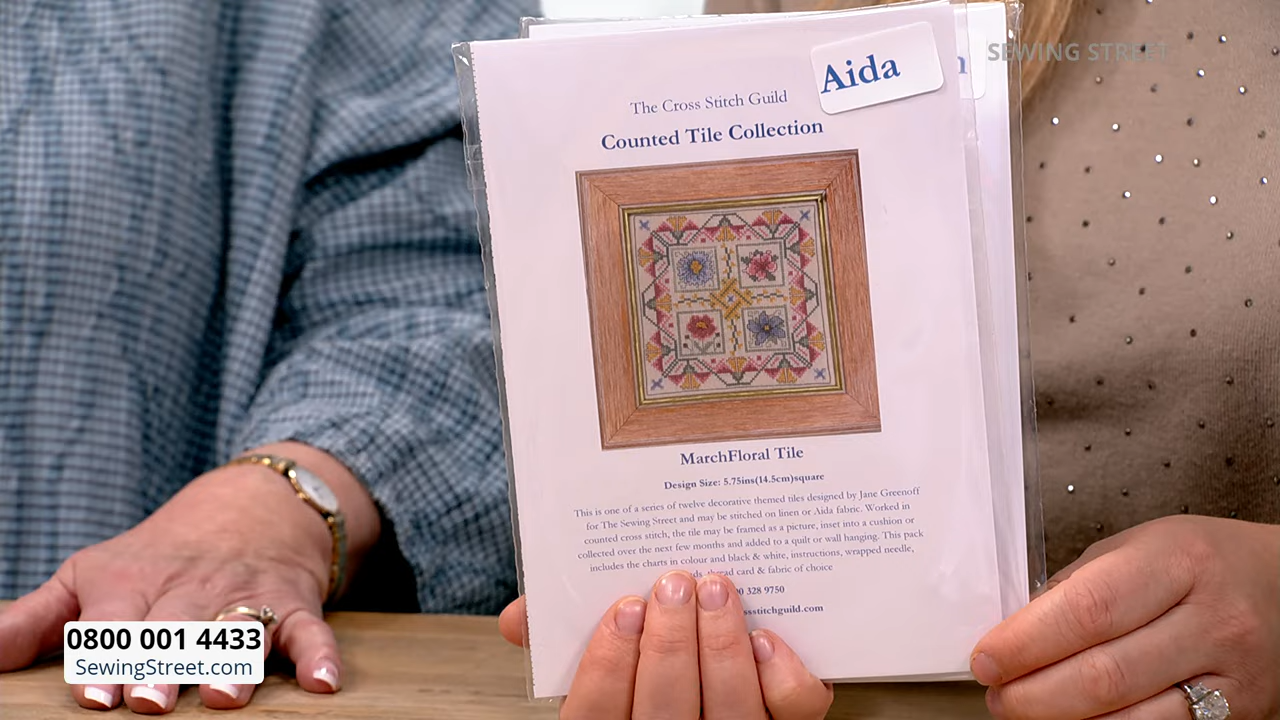 SEWING STREET
Aida
The Cross Stitch Guild
Counted Tile Collection
MarchFloral Tile
Design Size: 5.75ins(14.5cm)square
This is one of a series of twelve decorative themed tiles designed by Jane Greenoff
for The Sewing Street and may be stitched on linen or Aida fabric. Worked in
counted cross stitch, the tile may be framed as a picture, inset into a cushion or
collected over the next few months and added to a quilt or wall hanging. This pack
includes the charts in colour and black & white, instructions, wrapped needle,
card & fabric of choice
328 9750
0800 001 4433
SewingStreet.com